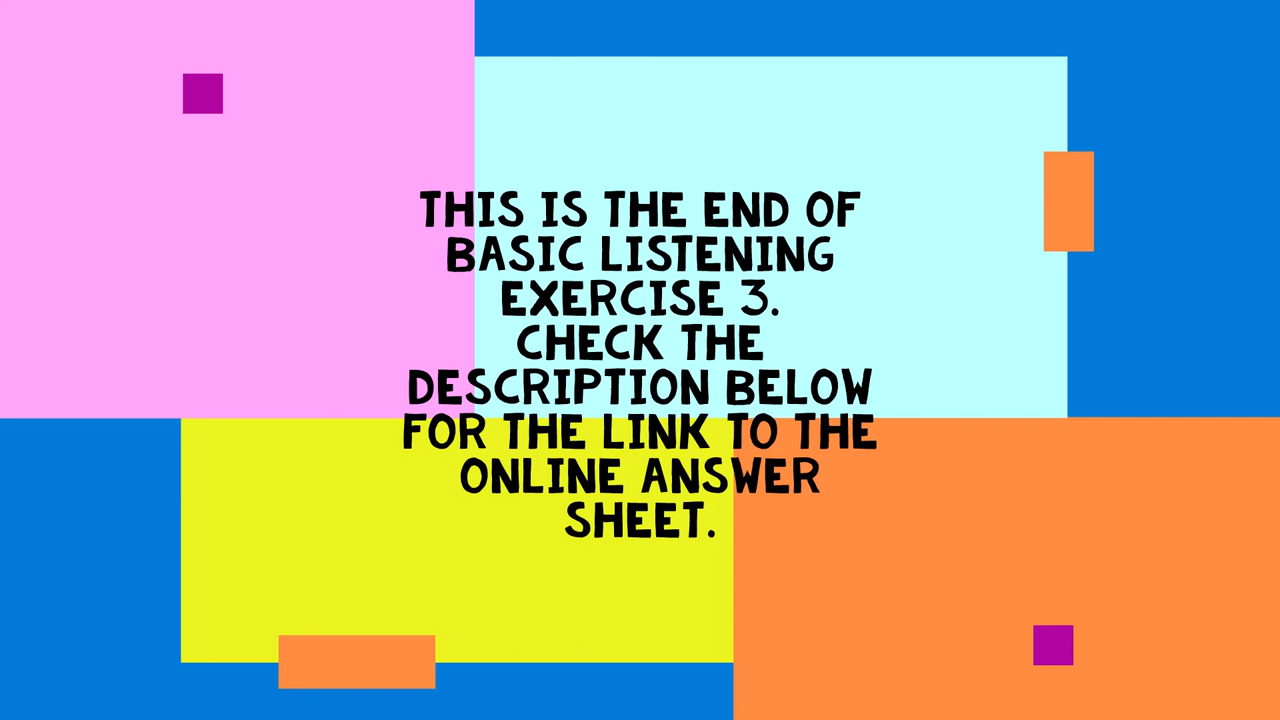 THIS IS THE END OF
BASIC LISTENING
EXERCISE 3.
CHECK THE
DESCRIPTION BELOW
FOR THE LINK TO THE
ONLINE ANSWER
SHEET.